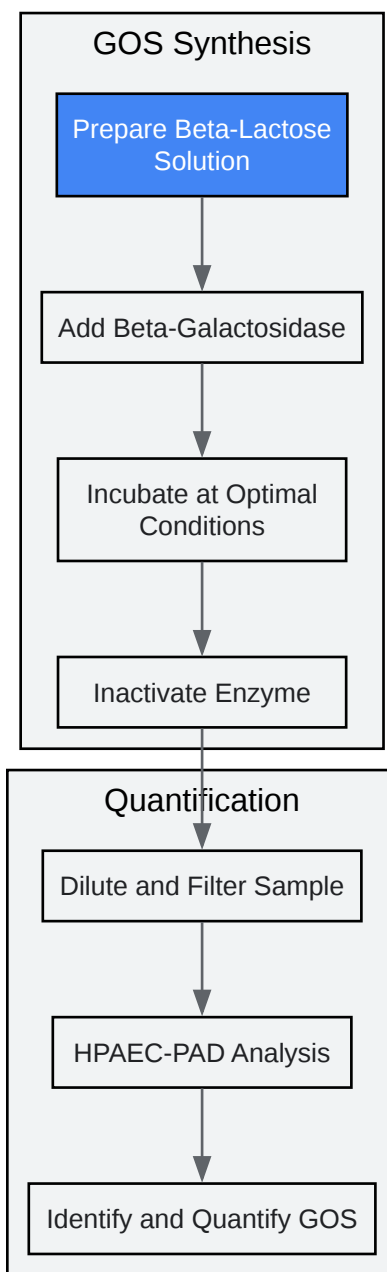 GOS Synthesis
Prepare Beta-Lactose
Solution
Add Beta-Galactosidase
Incubate at Optimal
Conditions
Inactivate Enzyme
Quantification
Dilute and Filter Sample
HPAEC-PAD Analysis
Identify and Quantify GOS